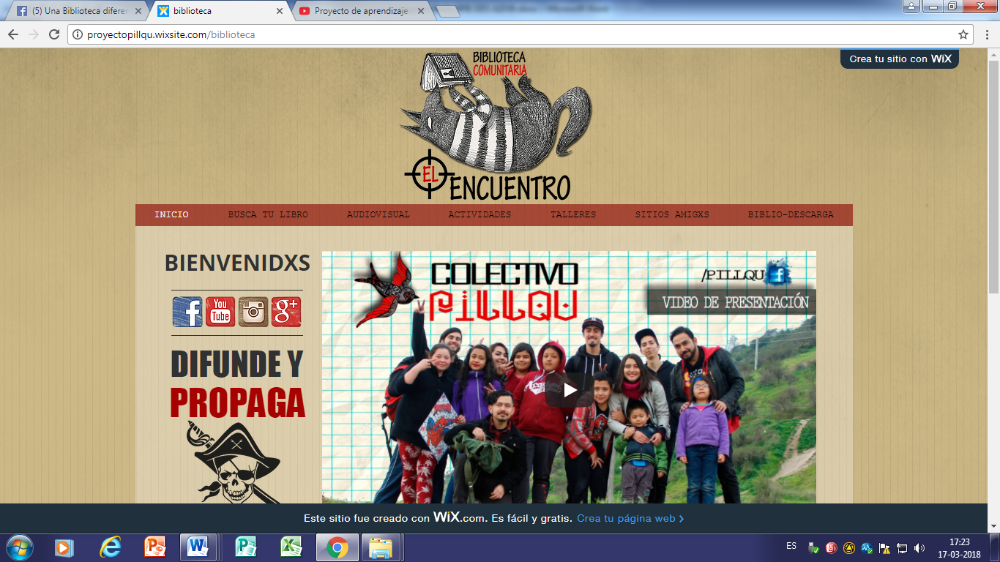 (5) Una Biblioteca diferen
biblioteca
Proyecto de aprendizaje
proyectopillqu.wixsite.com/biblioteca
Crea tu sitio con WiX
BIBLIOTECA
COMUNITARIA
EL ENCUENTRO
INICIO BUSCA TU LIBRO AUDIOVISUAL ACTIVIDADES TALLERES SITIOS AMIGXS BIBLIO-DESCARGA
BIENVENIDXS
You
Tube
g+
DIFUNDE Y
PROPAGA
COLECTIVO
PILLQU
/PILLQU
VIDEO DE PRESENTACIÓN
Este sitio fue creado con WiX.com. Es fácil y gratis. Crea tu página web >
ES
17:23
17-03-2018